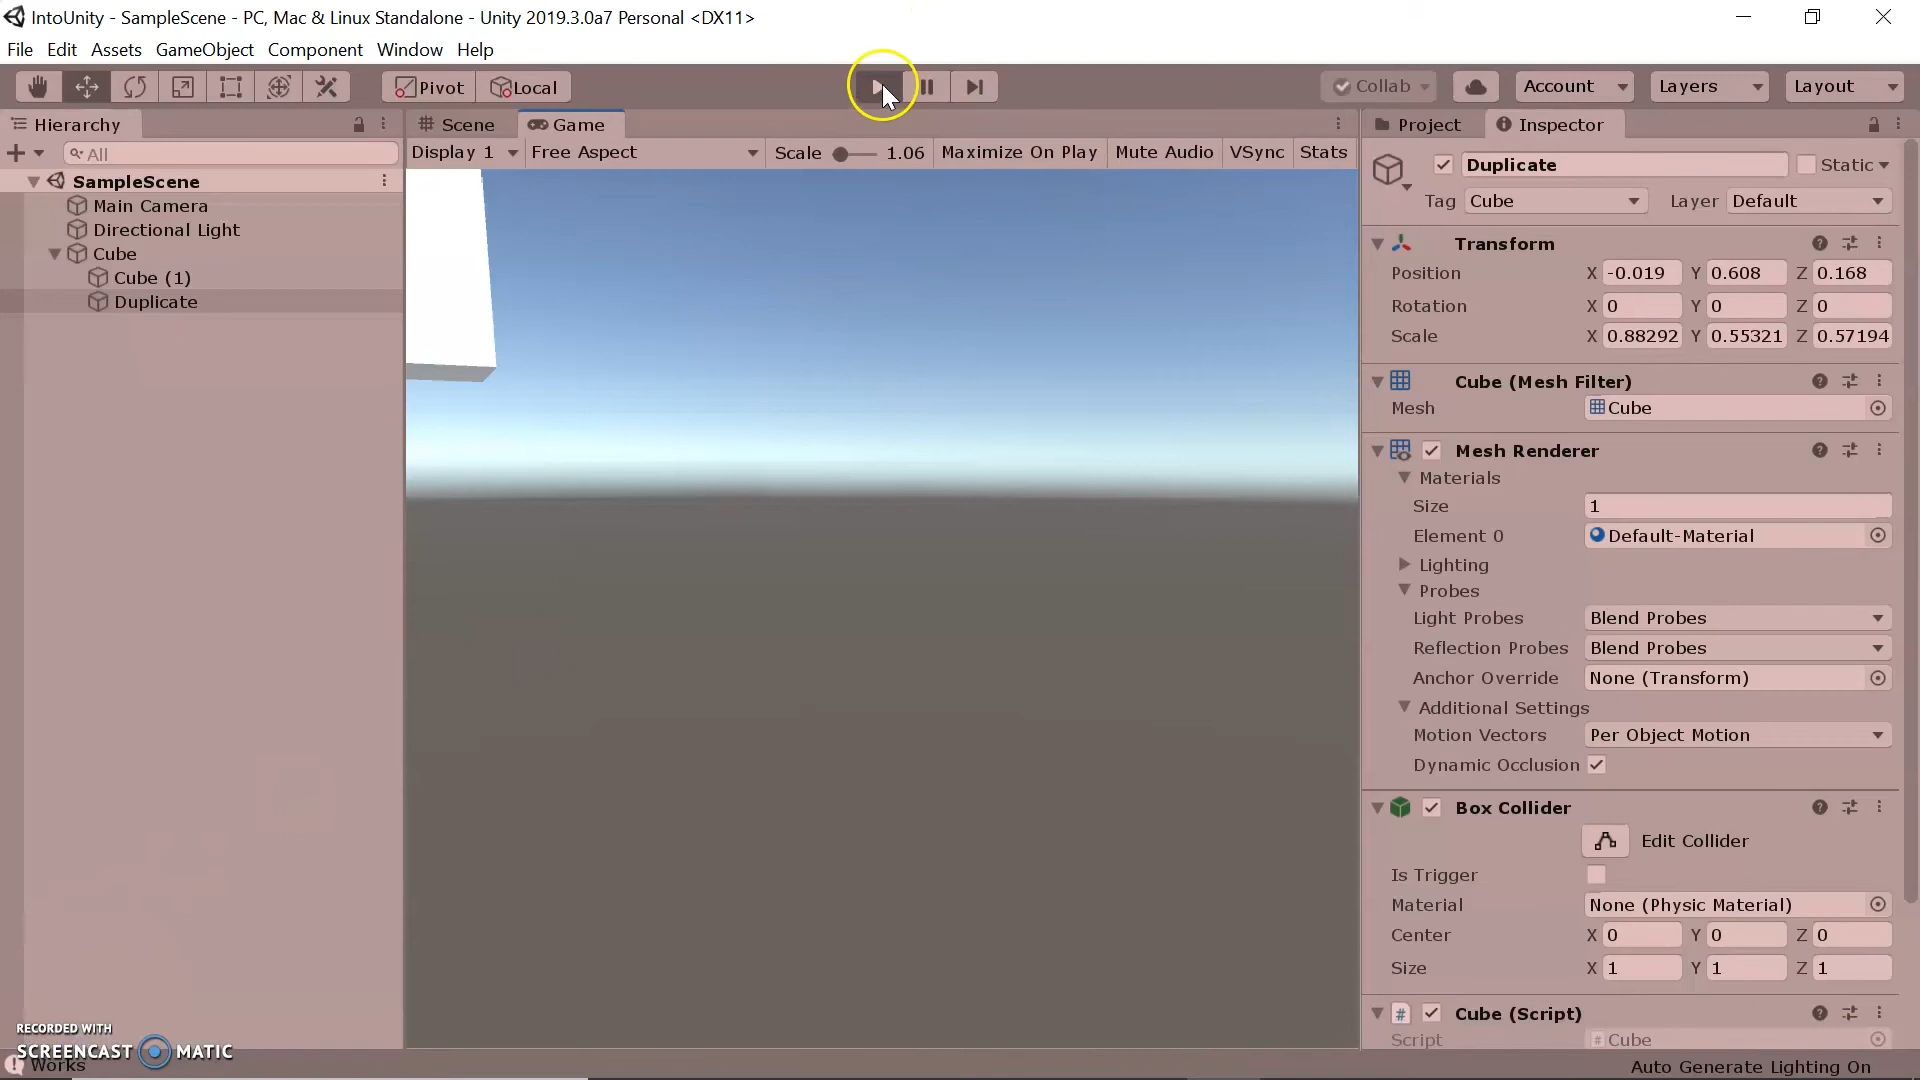 IntoUnity - SampleScene - PC, Mac & Linux Standalone - Unity 2019.3.0a7 Personal <DX11>
File Edit Assets GameObject Component Window Help
Pivot Local Collab Account Layers Layout
Hierarchy
All
SampleScene
Main Camera
Directional Light
Cube
Cube (1)
Duplicate
Scene Game
Display 1 Free Aspect Scale 1.06 Maximize On Play Mute Audio VSync Stats
Project Inspector
Duplicate Static
Tag Cube Layer Default
Transform
Position X -0.019 Y 0.608 Z 0.168
Rotation X 0 Y 0 Z 0
Scale X 0.88292 Y 0.55321 Z 0.57194
Cube (Mesh Filter)
Mesh Cube
Mesh Renderer
Materials
Size 1
Element 0 Default-Material
Lighting
Probes
Light Probes Blend Probes
Reflection Probes Blend Probes
Anchor Override None (Transform)
Additional Settings
Motion Vectors Per Object Motion
Dynamic Occlusion
Box Collider
Edit Collider
Is Trigger
Material None (Physic Material)
Center X 0 Y 0 Z 0
Size X 1 Y 1 Z 1
# Cube (Script)
Script # Cube
RECORDED WITH
SCREENCAST MATIC
Works
Auto Generate Lighting On